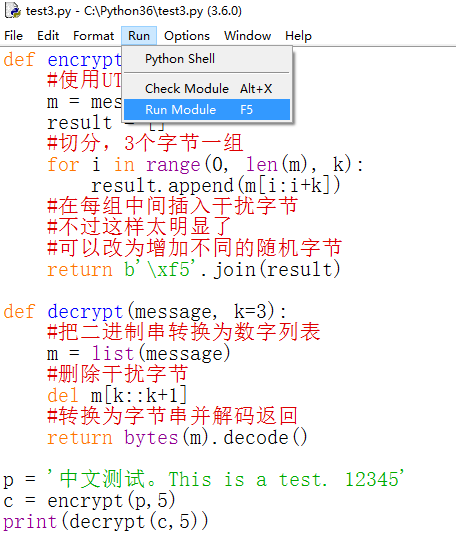 test3.py - C:\Python36\test3.py (3.6.0)
File Edit Format Run Options Window Help
Python Shell
Check Module Alt+X
Run Module F5
def encrypt
    #使用UT
    m = mes
    result = []
    #切分，3个字节一组
    for i in range(0, len(m), k):
        result.append(m[i:i+k])
    #在每组中间插入干扰字节
    #不过这样太明显了
    #可以改为增加不同的随机字节
    return b'\xf5'.join(result)
def decrypt(message, k=3):
    #把二进制串转换为数字列表
    m = list(message)
    #删除干扰字节
    del m[k::k+1]
    #转换为字节串并解码返回
    return bytes(m).decode()
p = '中文测试。This is a test. 12345'
c = encrypt(p,5)
print(decrypt(c,5))